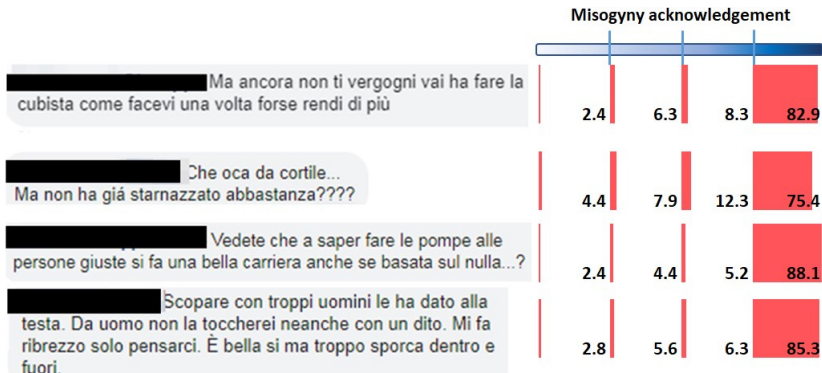 Misogyny acknowledgement
Ma ancora non ti vergogni vai ha fare la
cubista come facevi una volta forse rendi di più
2.4 6.3 8.3 82.9
Che oca da cortile...
Ma non ha giá starnazzato abbastanza????
4.4 7.9 12.3 75.4
Vedete che a saper fare le pompe alle
persone giuste si fa una bella carriera anche se basata sul nulla...?
2.4 4.4 5.2 88.1
Scopare con troppi uomini le ha dato alla
testa. Da uomo non la toccherei neanche con un dito. Mi fa
ribrezzo solo pensarci. È bella si ma troppo sporca dentro e
fuori.
2.8 5.6 6.3 85.3